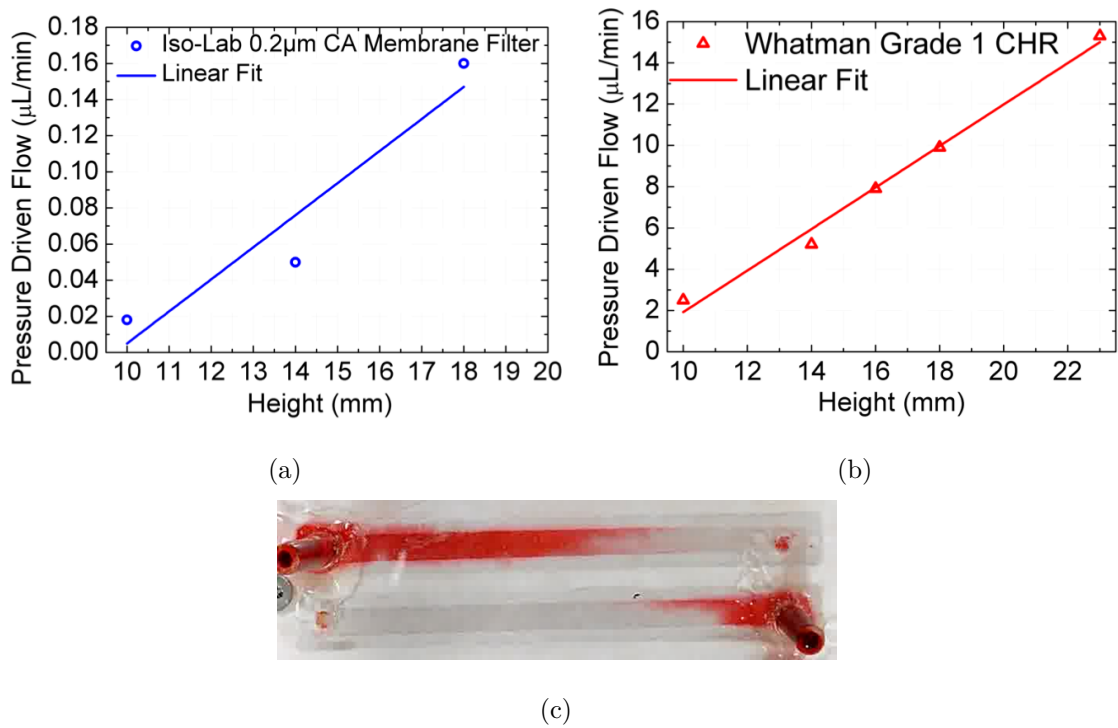 Iso-Lab 0.2µm CA Membrane Filter
Linear Fit
Pressure Driven Flow (µL/min)
0.18
0.16
0.14
0.12
0.10
0.08
0.06
0.04
0.02
0.00
10 11 12 13 14 15 16 17 18 19 20
Height (mm)
(a)
Whatman Grade 1 CHR
Linear Fit
Pressure Driven Flow (µL/min)
16
14
12
10
8
6
4
2
0
10 12 14 16 18 20 22
Height (mm)
(b)
(c)